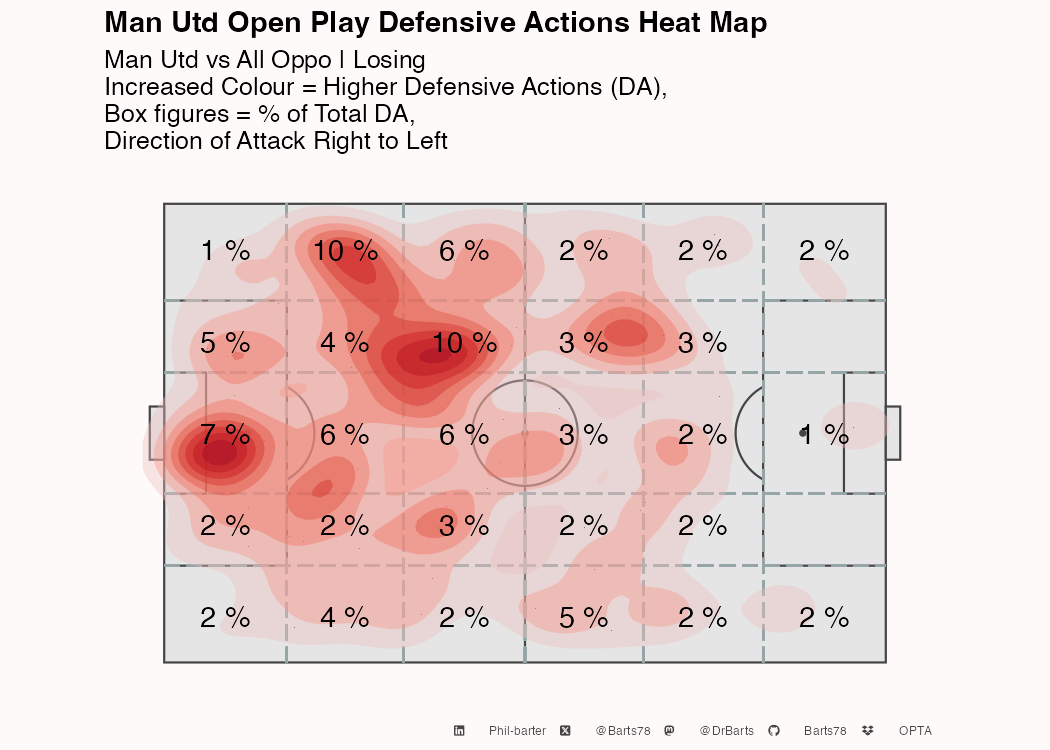 Man Utd Open Play Defensive Actions Heat Map
Man Utd vs All Oppo | Losing
Increased Colour = Higher Defensive Actions (DA),
Box figures = % of Total DA,
Direction of Attack Right to Left
1 % 10 % 6 % 2 % 2 % 2 %
5 % 4 % 10 % 3 % 3 %
7 % 6 % 6 % 3 % 2 % 1 %
2 % 2 % 3 % 2 % 2 %
2 % 4 % 2 % 5 % 2 % 2 %
Phil-barter @Barts78 @DrBarts Barts78 OPTA